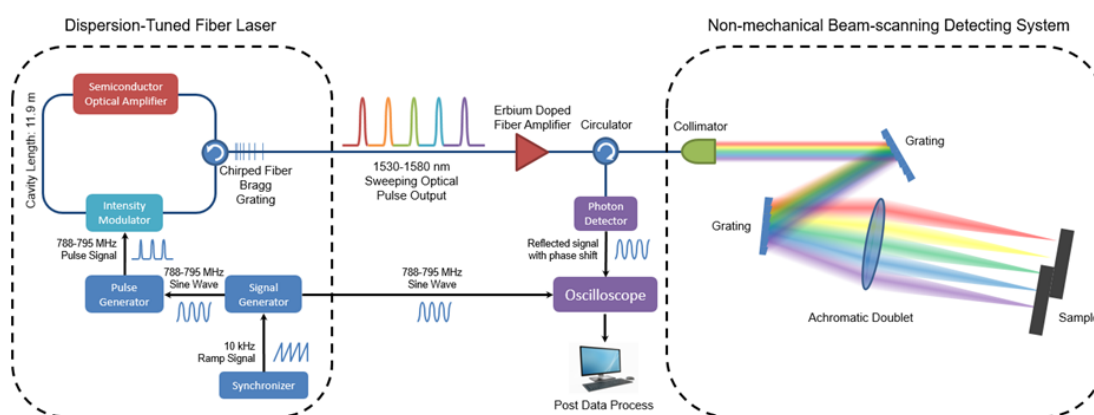 Dispersion-Tuned Fiber Laser
Non-mechanical Beam-scanning Detecting System
Cavity Length: 11.9 m
Semiconductor
Optical Amplifier
Chirped Fiber
Bragg
Grating
Intensity
Modulator
788-795 MHz
Pulse Signal
Pulse
Generator
788-795 MHz
Sine Wave
Signal
Generator
10 kHz
Ramp Signal
Synchronizer
1530-1580 nm
Sweeping Optical
Pulse Output
788-795 MHz
Sine Wave
Erbium Doped
Fiber Amplifier
Circulator
Photon
Detector
Reflected signal
with phase shift
Oscilloscope
Post Data Process
Collimator
Grating
Grating
Achromatic Doublet
Sample